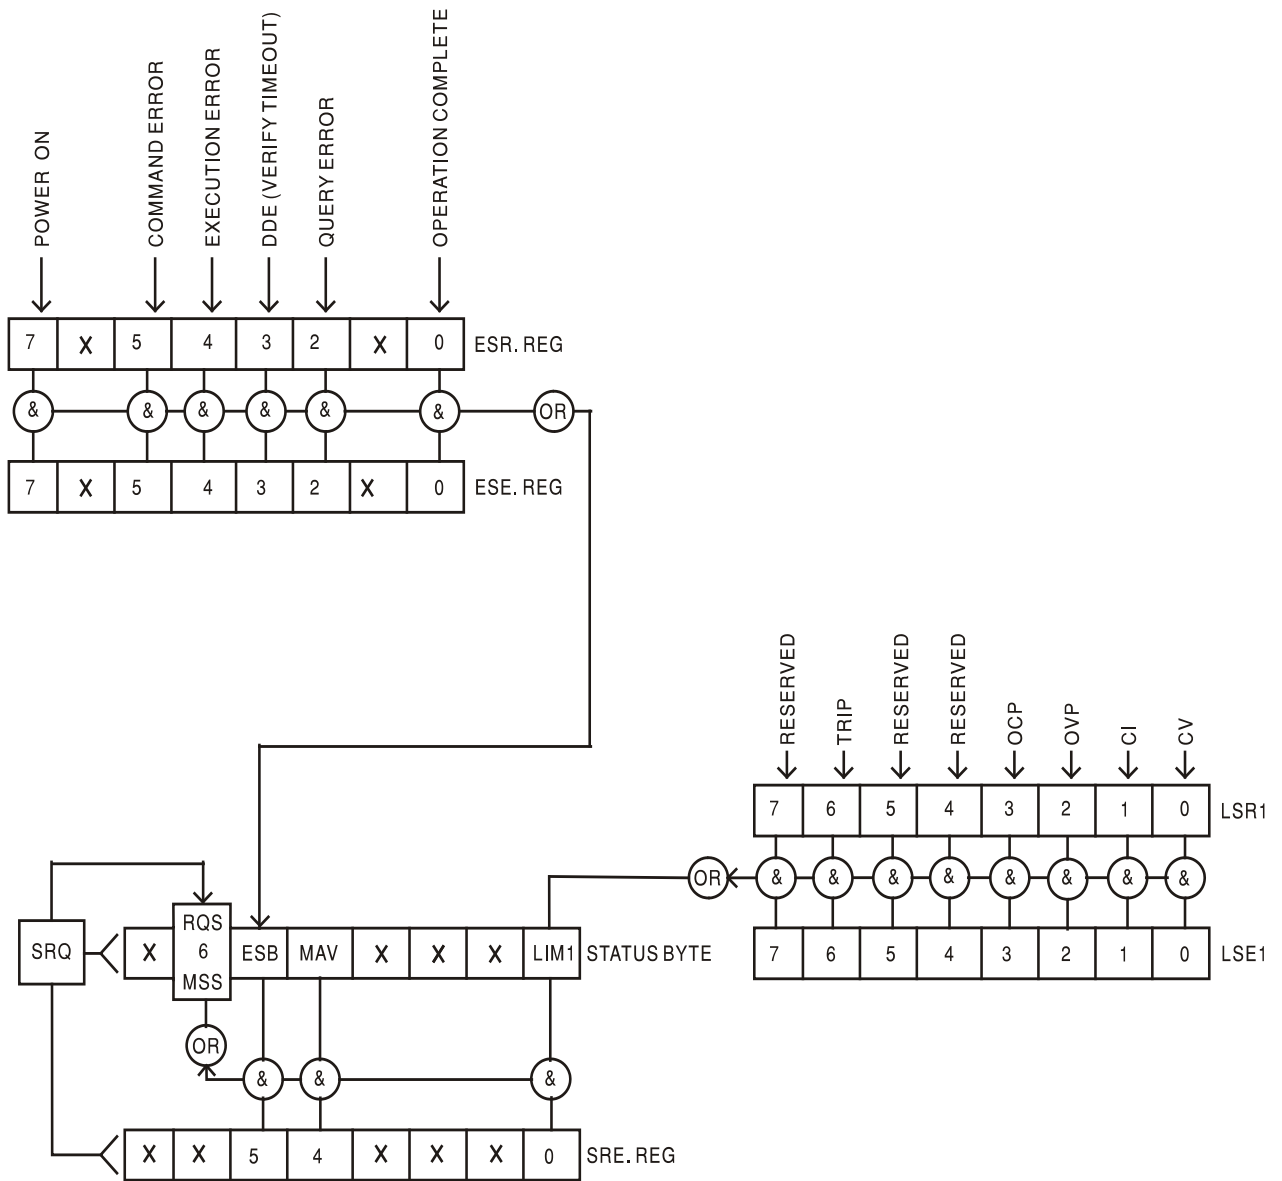 POWER ON
COMMAND ERROR
EXECUTION ERROR
DDE (VERIFY TIMEOUT)
QUERY ERROR
OPERATION COMPLETE
7 X 5 4 3 2 X 0 ESR. REG
& & & & & & OR
7 X 5 4 3 2 X 0 ESE. REG
RESERVED
TRIP
RESERVED
RESERVED
OCP
OVP
CI
CV
7 6 5 4 3 2 1 0 LSR1
OR & & & & & & & &
7 6 5 4 3 2 1 0 LSE1
SRQ
X RQS 6 MSS ESB MAV X X X LIM1 STATUS BYTE
OR
& & &
X X 5 4 X X X 0 SRE. REG